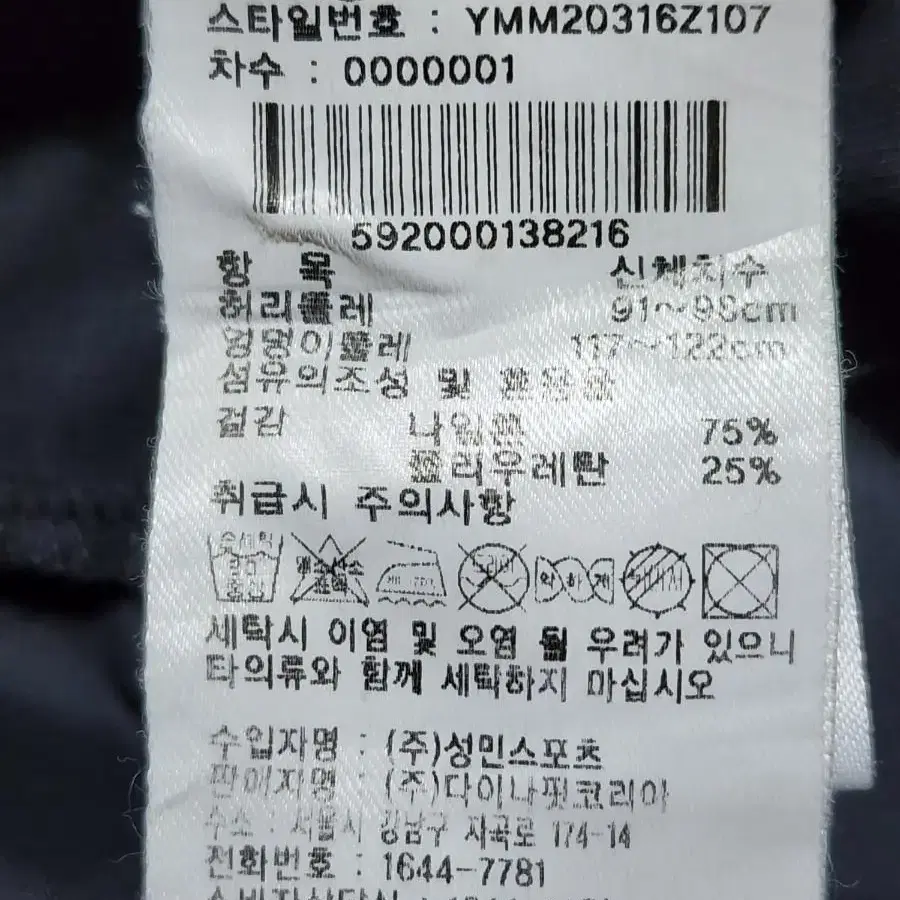 스타일번호 : YMM20316Z107
차수 : 0000001
592000138216
항 목 신체치수
허리둘레 91~98cm
엉덩이둘레 117~122cm
섬유의조성 및 혼용율
겉감 나일론 75%
폴리우레탄 25%
취급시 주의사항
약하게
세탁시 이염 및 오염 될 우려가 있으니
타의류와 함께 세탁하지 마십시오
수입자명 : (주)성민스포츠
판매자명 : (주)다이나핏코리아
주소 : 서울시 강남구 자곡로 174-14
전화번호 : 1644-7781